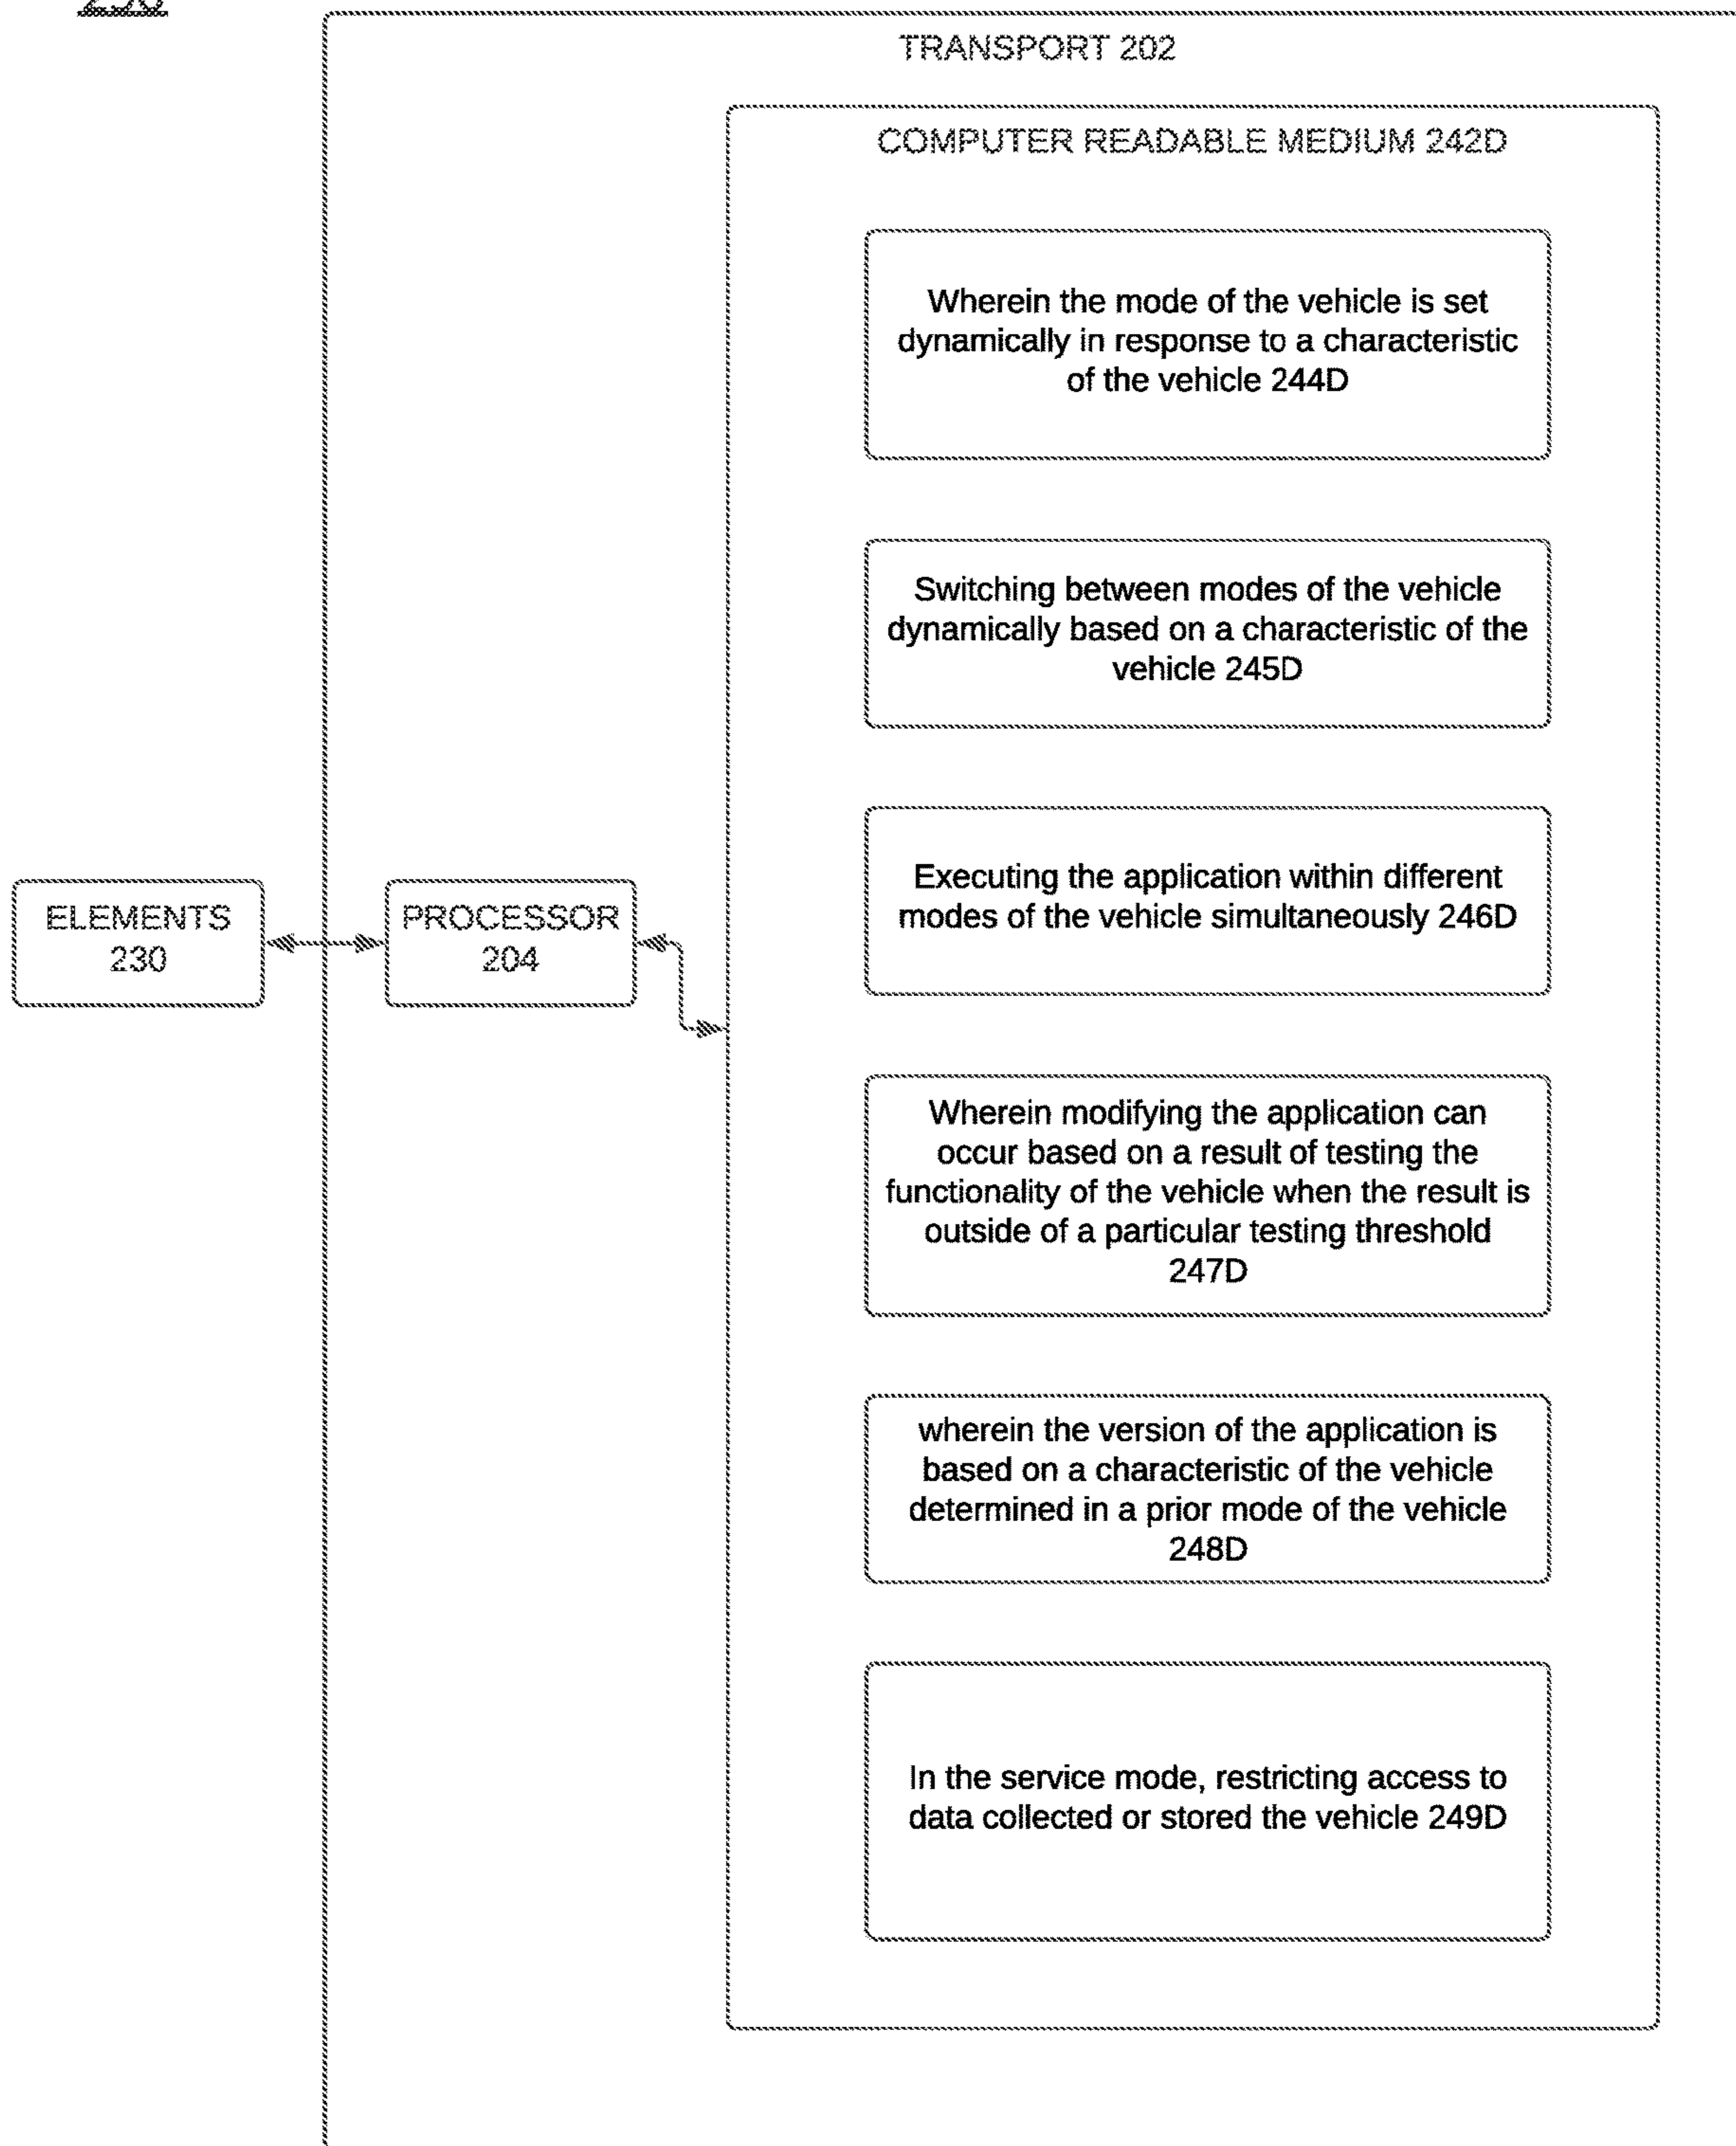 TRANSPORT 202
COMPUTER READABLE MEDIUM 242D
Wherein the mode of the vehicle is set
dynamically in response to a characteristic
of the vehicle 244D
Switching between modes of the vehicle
dynamically based on a characteristic of the
vehicle 245D
Executing the application within different
modes of the vehicle simultaneously 246D
ELEMENTS
230
PROCESSOR
204
Wherein modifying the application can
occur based on a result of testing the
functionality of the vehicle when the result is
outside of a particular testing threshold
247D
wherein the version of the application is
based on a characteristic of the vehicle
determined in a prior mode of the vehicle
248D
In the service mode, restricting access to
data collected or stored the vehicle 249D